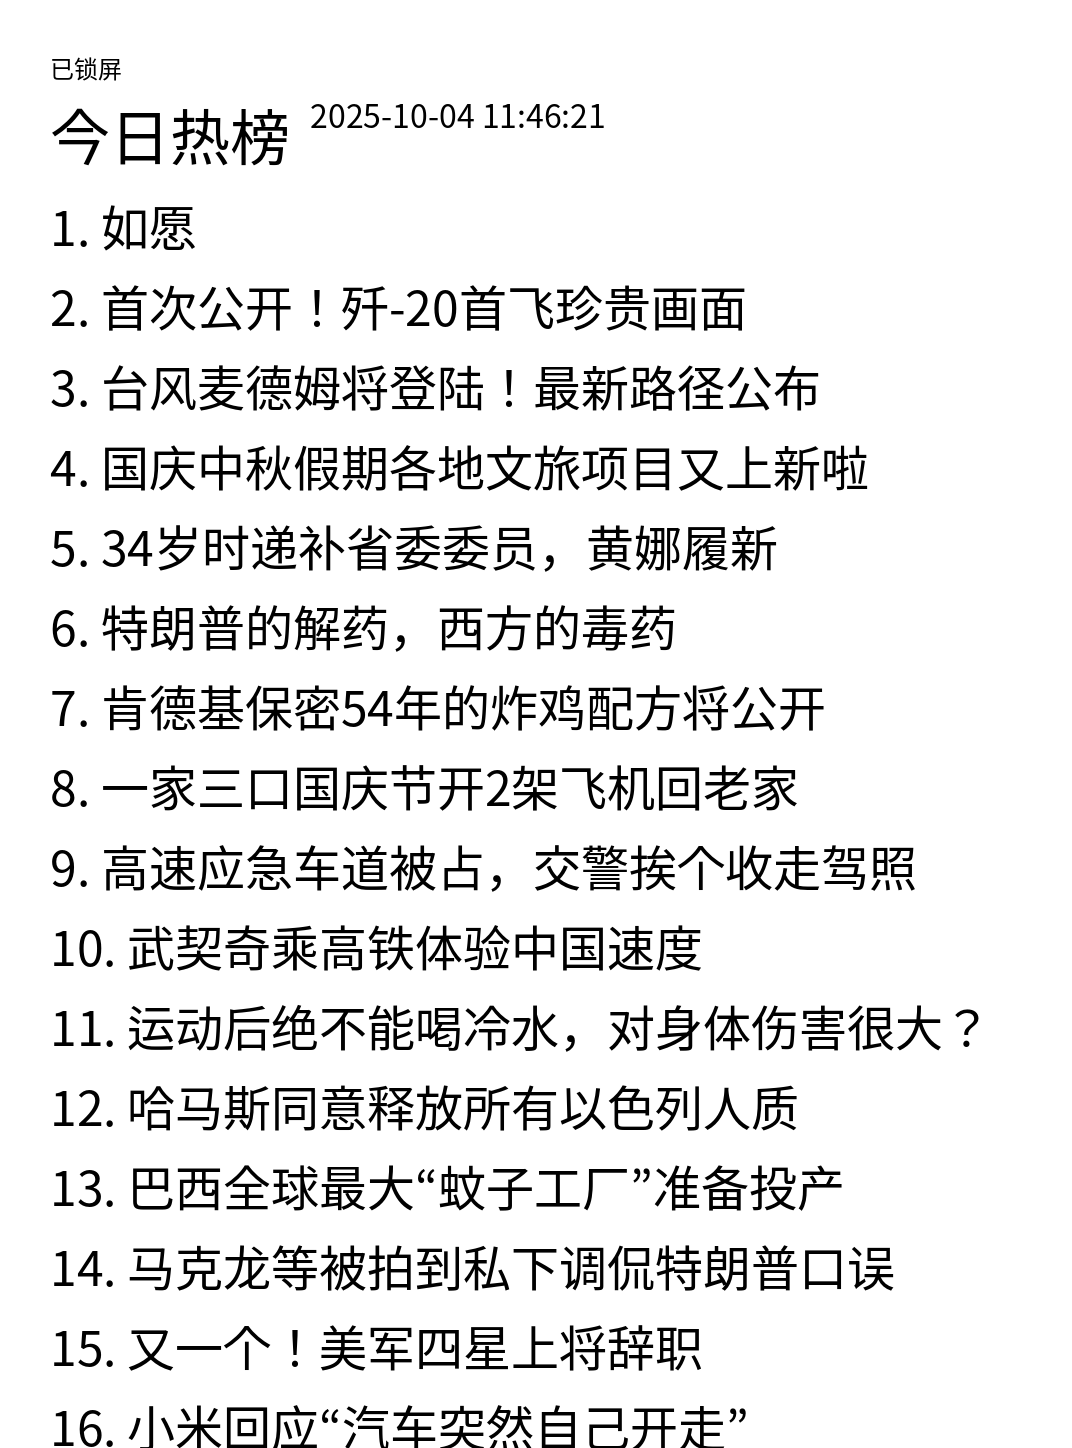 已锁屏
今日热榜 2025-10-04 11:46:21
1. 如愿
2. 首次公开！歼-20首飞珍贵画面
3. 台风麦德姆将登陆！最新路径公布
4. 国庆中秋假期各地文旅项目又上新啦
5. 34岁时递补省委委员，黄娜履新
6. 特朗普的解药，西方的毒药
7. 肯德基保密54年的炸鸡配方将公开
8. 一家三口国庆节开2架飞机回老家
9. 高速应急车道被占，交警挨个收走驾照
10. 武契奇乘高铁体验中国速度
11. 运动后绝不能喝冷水，对身体伤害很大？
12. 哈马斯同意释放所有以色列人质
13. 巴西全球最大“蚊子工厂”准备投产
14. 马克龙等被拍到私下调侃特朗普口误
15. 又一个！美军四星上将辞职
16. 小米回应“汽车突然自己开走”